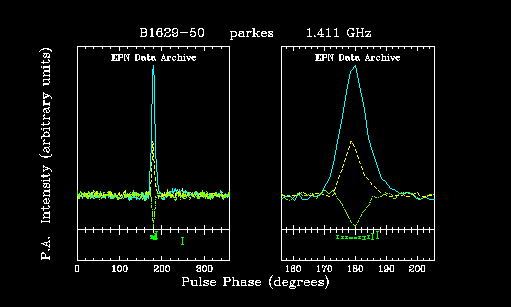 B1629-50 parkes 1.411 GHz
EPN Data Archive EPN Data Archive
P.A. Intensity (arbitrary units)
0 100 200 300 160 170 180 190 200
Pulse Phase (degrees)